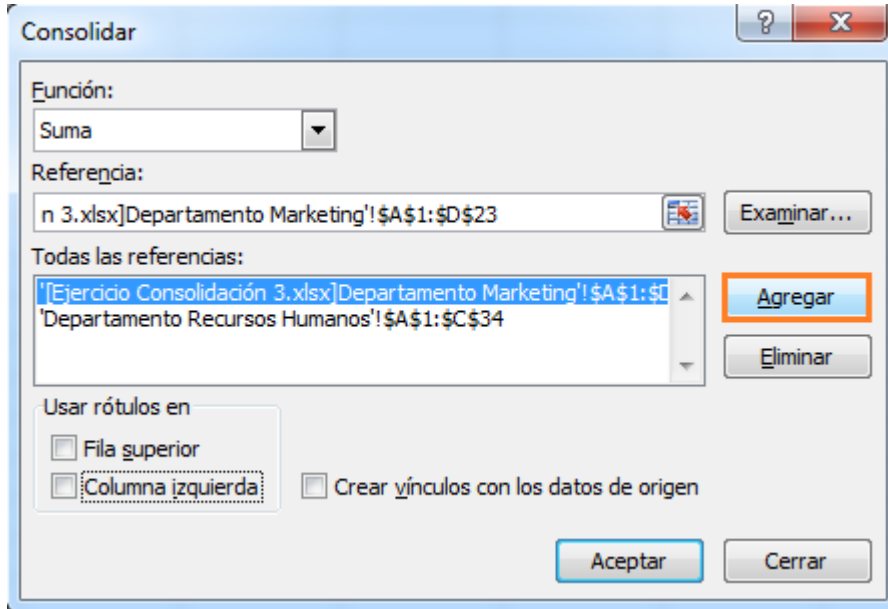 Consolidar
Función:
Suma
Referencia:
n 3.xlsx]Departamento Marketing'!$A$1:$D$23
Examinar...
Todas las referencias:
'[Ejercicio Consolidación 3.xlsx]Departamento Marketing'!$A$1:$D
Agregar
'Departamento Recursos Humanos'!$A$1:$C$34
Eliminar
Usar rótulos en
Fila superior
Columna izquierda
Crear vínculos con los datos de origen
Aceptar
Cerrar